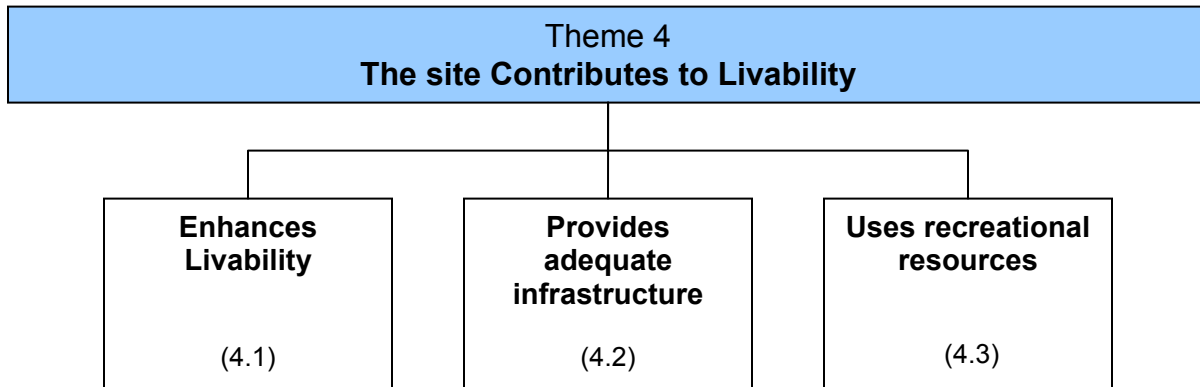 Theme 4
The site Contributes to Livability
Enhances
Livability
(4.1)
Provides
adequate
infrastructure
(4.2)
Uses recreational
resources
(4.3)